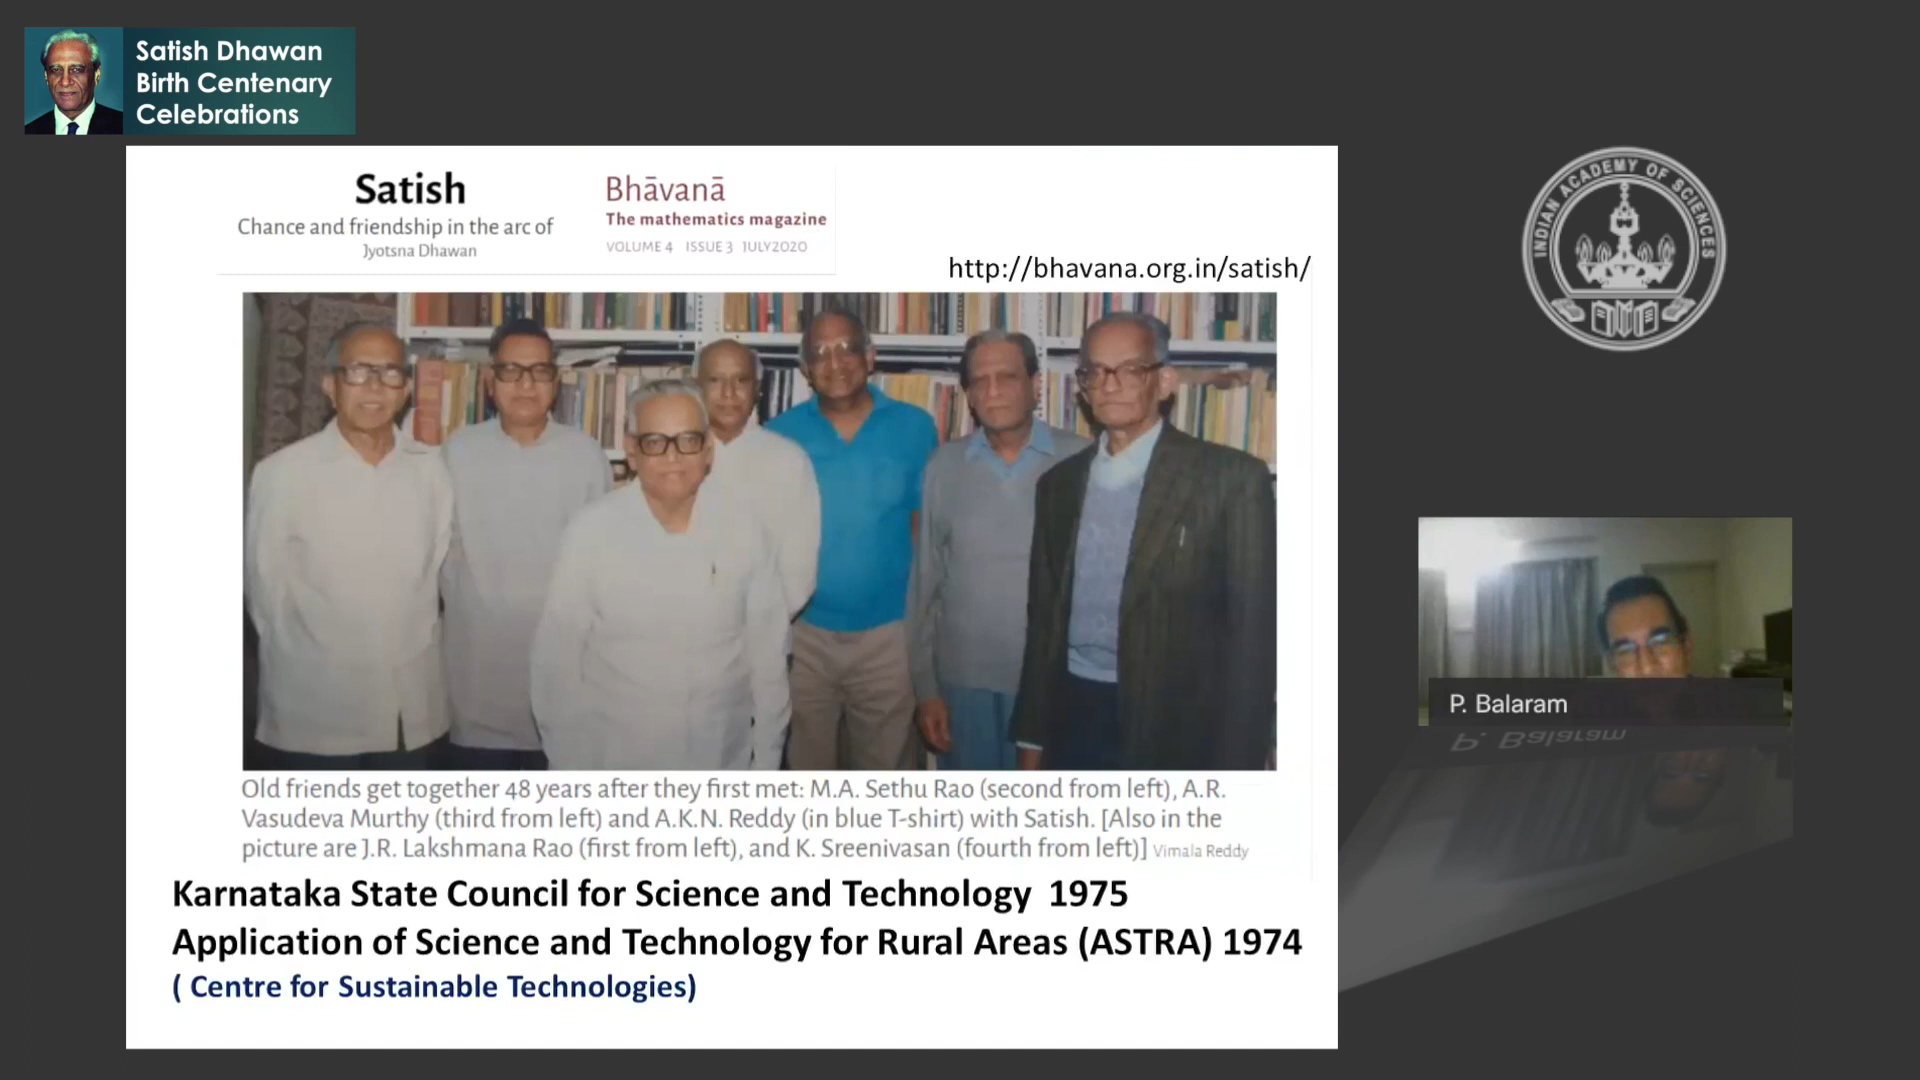 Satish Dhawan
Birth Centenary
Celebrations
Satish
Chance and friendship in the arc of
Jyotsna Dhawan
Bhāvanā
The mathematics magazine
VOLUME 4 ISSUE 3 JULY2020
http://bhavana.org.in/satish/
INDIAN ACADEMY OF SCIENCES
Old friends get together 48 years after they first met: M.A. Sethu Rao (second from left), A.R.
Vasudeva Murthy (third from left) and A.K.N. Reddy (in blue T-shirt) with Satish. [Also in the
picture are J.R. Lakshmana Rao (first from left), and K. Sreenivasan (fourth from left)] Vimala Reddy
Karnataka State Council for Science and Technology 1975
Application of Science and Technology for Rural Areas (ASTRA) 1974
( Centre for Sustainable Technologies)
P. Balaram
P. Balaram